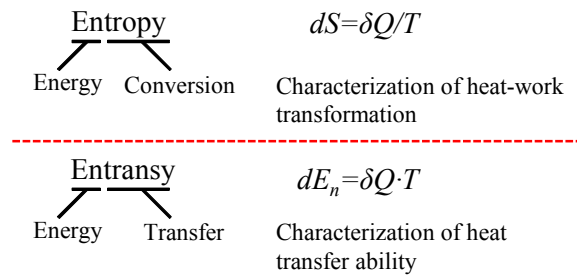 Entropy dS=δQ/T
Energy Conversion Characterization of heat-work
transformation
Entransy dEₙ=δQ·T
Energy Transfer Characterization of heat
transfer ability